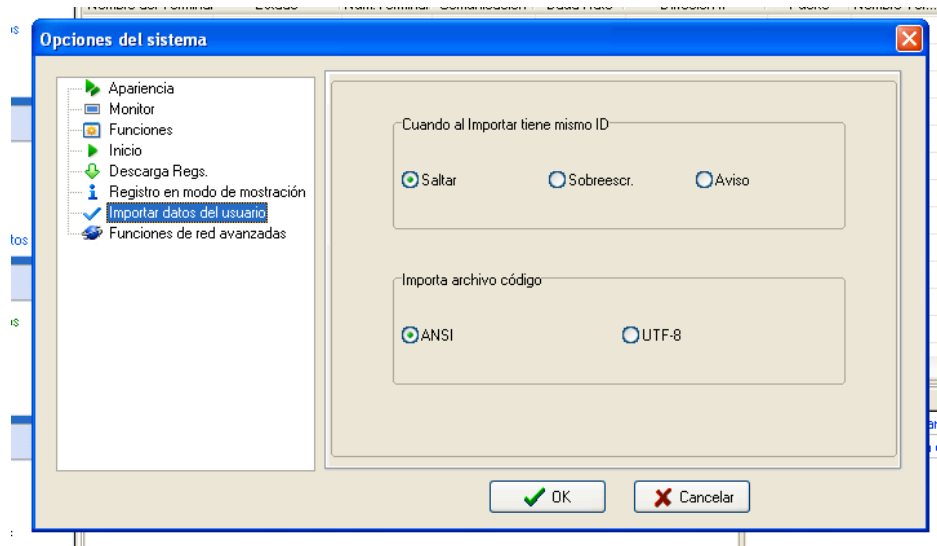 Opciones del sistema
Apariencia
Monitor
Funciones
Inicio
Descarga Regs.
Registro en modo de mostración
Importar datos del usuario
Funciones de red avanzadas
Cuando al Importar tiene mismo ID
Saltar Sobreescr. Aviso
Importa archivo código
ANSI UTF-8
OK Cancelar